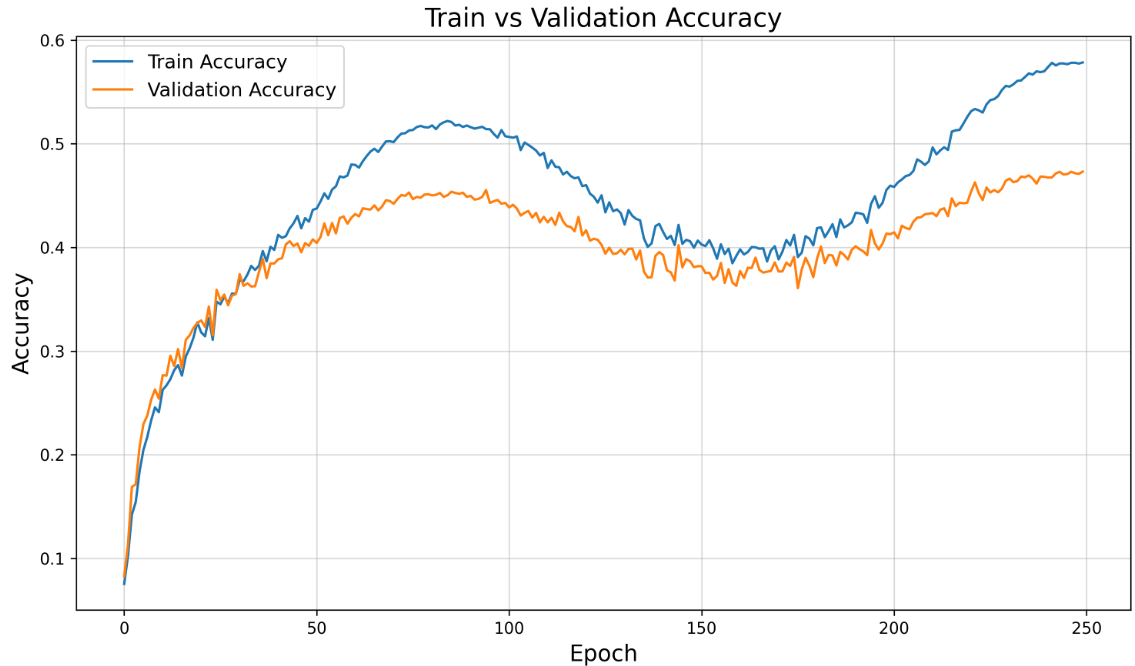 Train vs Validation Accuracy
Train Accuracy
Validation Accuracy
0.6
0.5
0.4
0.3
0.2
0.1
Accuracy
0 50 100 150 200 250
Epoch